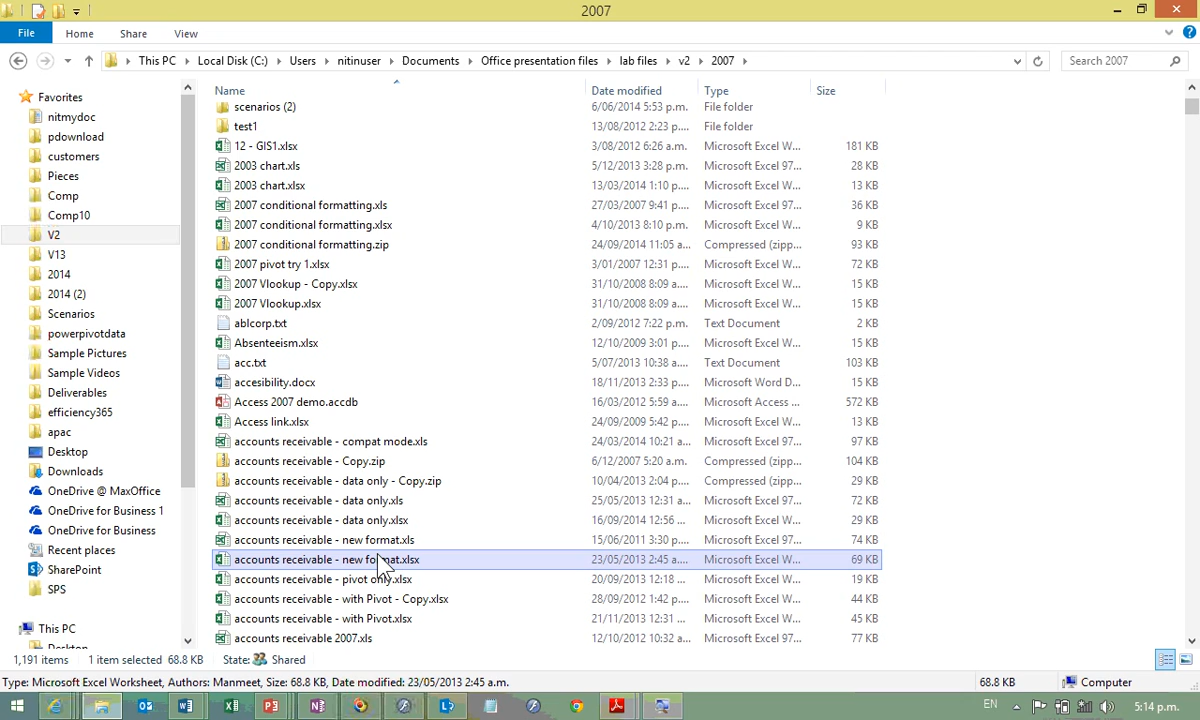 2007
File Home Share View
This PC Local Disk (C:) Users nitinuser Documents Office presentation files lab files v2 2007 Search 2007
Name Date modified Type Size
scenarios (2) 6/06/2014 5:53 p.m. File folder
test1 13/08/2012 2:23 p.... File folder
12 - GIS1.xlsx 3/08/2012 6:26 a.m. Microsoft Excel W... 181 KB
2003 chart.xls 5/12/2013 3:28 p.m. Microsoft Excel 97... 28 KB
2003 chart.xlsx 13/03/2014 1:10 p.... Microsoft Excel W... 13 KB
2007 conditional formatting.xls 27/03/2007 9:41 p.... Microsoft Excel 97... 36 KB
2007 conditional formatting.xlsx 4/10/2013 8:10 p.m. Microsoft Excel W... 9 KB
2007 conditional formatting.zip 24/09/2014 11:05 a... Compressed (zipp... 93 KB
2007 pivot try 1.xlsx 3/01/2007 12:31 p.... Microsoft Excel W... 72 KB
2007 Vlookup - Copy.xlsx 31/10/2008 8:09 a.... Microsoft Excel W... 15 KB
2007 Vlookup.xlsx 31/10/2008 8:09 a.... Microsoft Excel W... 15 KB
ablcorp.txt 2/09/2012 7:22 p.m. Text Document 2 KB
Absenteeism.xlsx 12/10/2009 3:01 p.... Microsoft Excel W... 15 KB
acc.txt 5/07/2013 10:38 a.... Text Document 103 KB
accesibility.docx 18/11/2013 2:33 p.... Microsoft Word D... 15 KB
Access 2007 demo.accdb 16/03/2012 5:59 a.... Microsoft Access ... 572 KB
Access link.xlsx 24/09/2009 5:42 p.... Microsoft Excel W... 13 KB
accounts receivable - compat mode.xls 24/03/2014 10:21 a... Microsoft Excel 97... 97 KB
accounts receivable - Copy.zip 6/12/2007 5:20 a.m. Compressed (zipp... 104 KB
accounts receivable - data only - Copy.zip 10/04/2013 2:04 p.... Compressed (zipp... 29 KB
accounts receivable - data only.xls 25/05/2013 12:31 a... Microsoft Excel 97... 72 KB
accounts receivable - data only.xlsx 16/09/2014 12:56 ... Microsoft Excel W... 29 KB
accounts receivable - new format.xls 15/06/2011 3:30 p.... Microsoft Excel 97... 74 KB
accounts receivable - new format.xlsx 23/05/2013 2:45 a.... Microsoft Excel W... 69 KB
accounts receivable - pivot only.xlsx 20/09/2013 12:18 ... Microsoft Excel W... 19 KB
accounts receivable - with Pivot - Copy.xlsx 28/09/2012 1:42 p.... Microsoft Excel W... 44 KB
accounts receivable - with Pivot.xlsx 21/11/2013 12:31 ... Microsoft Excel W... 45 KB
accounts receivable 2007.xls 12/10/2012 10:32 a... Microsoft Excel 97... 77 KB
Favorites
nitmydoc
pdownload
customers
Pieces
Comp
Comp10
V2
V13
2014
2014 (2)
Scenarios
powerpivotdata
Sample Pictures
Sample Videos
Deliverables
efficiency365
apac
Desktop
Downloads
OneDrive @ MaxOffice
OneDrive for Business 1
OneDrive for Business
Recent places
SharePoint
SPS
This PC
Desktop
1,191 items 1 item selected 68.8 KB State: Shared
Type: Microsoft Excel Worksheet, Authors: Manmeet, Size: 68.8 KB, Date modified: 23/05/2013 2:45 a.m. 68.8 KB Computer
EN 5:14 p.m.